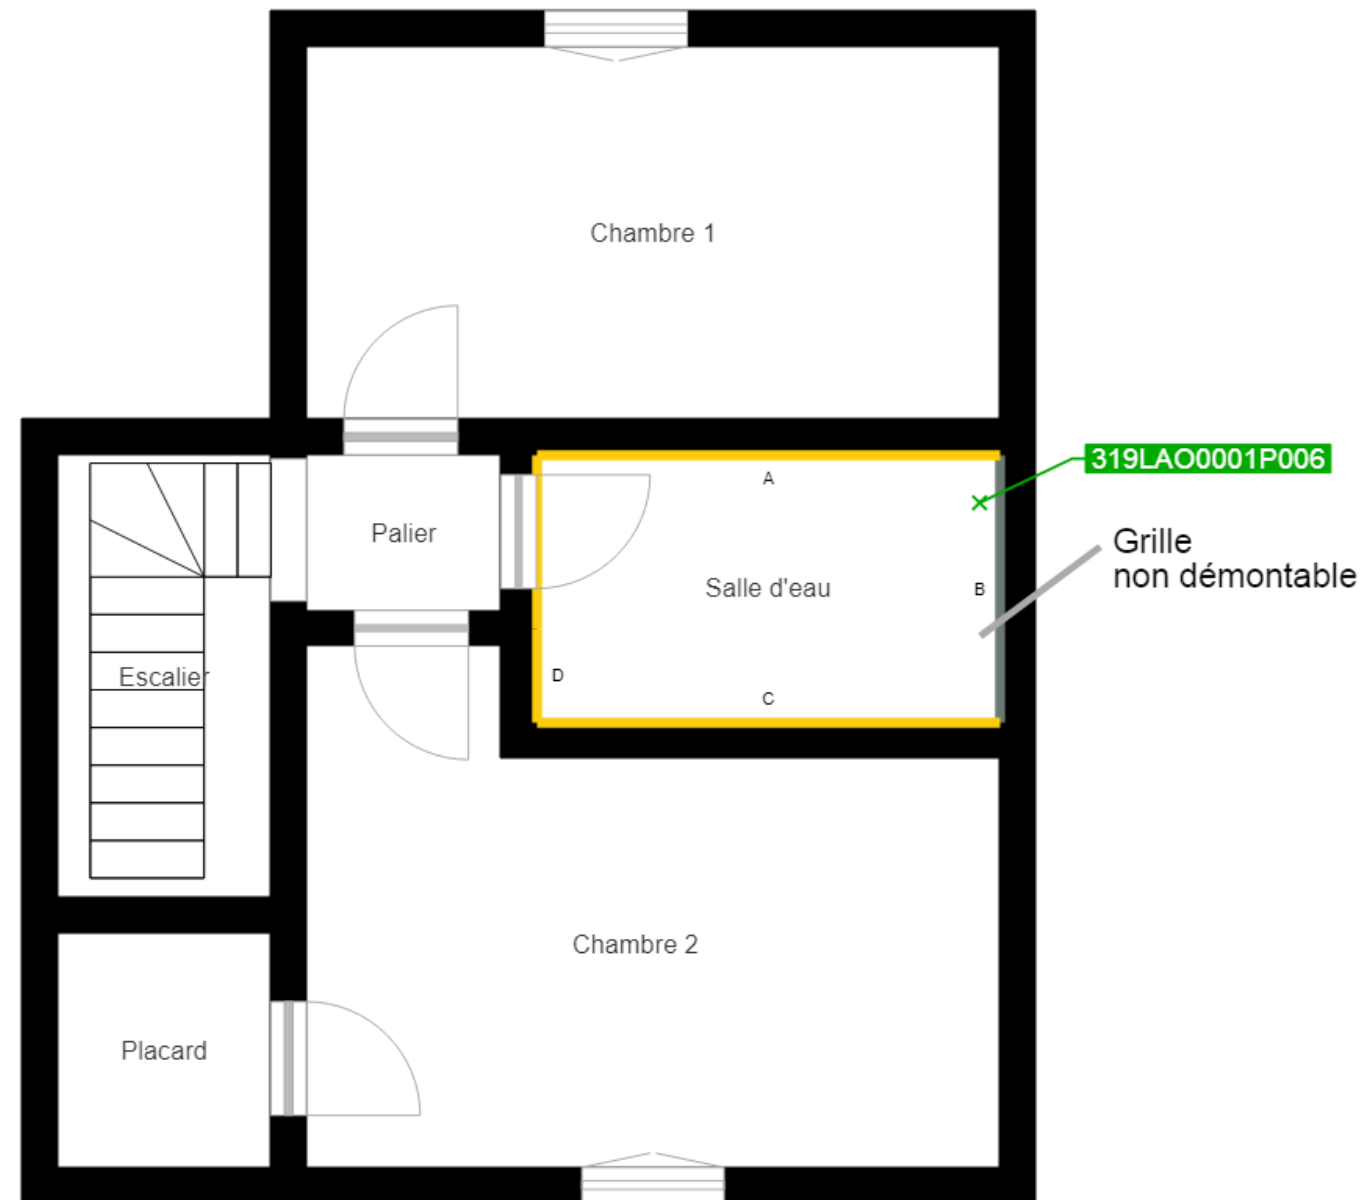 Chambre 1
319LAO0001P006
A
Palier
Grille
non démontable
Salle d'eau
B
Escalier
D
C
Chambre 2
Placard